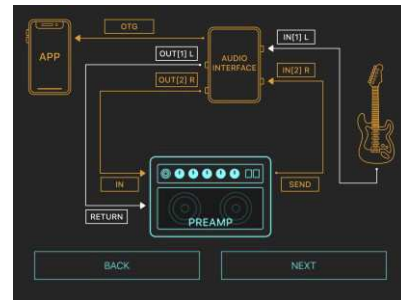 OTG
APP
OUT[1] L
IN[1] L
AUDIO
INTERFACE
OUT[2] R
IN[2] R
IN
SEND
RETURN
PREAMP
BACK
NEXT